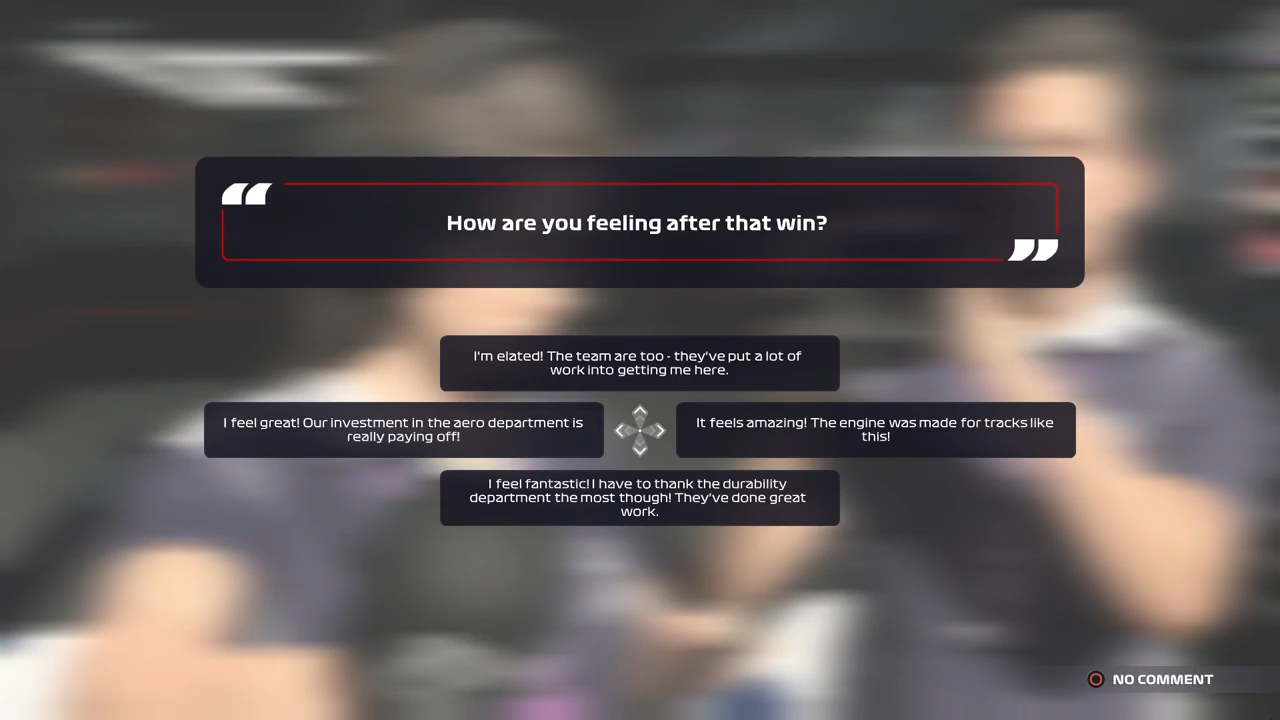 How are you feeling after that win?
I'm elated! The team are too - they've put a lot of
work into getting me here.
I feel great! Our investment in the aero department is
really paying off!
It feels amazing! The engine was made for tracks like
this!
I feel fantastic! I have to thank the durability
department the most though! They've done great
work.
NO COMMENT